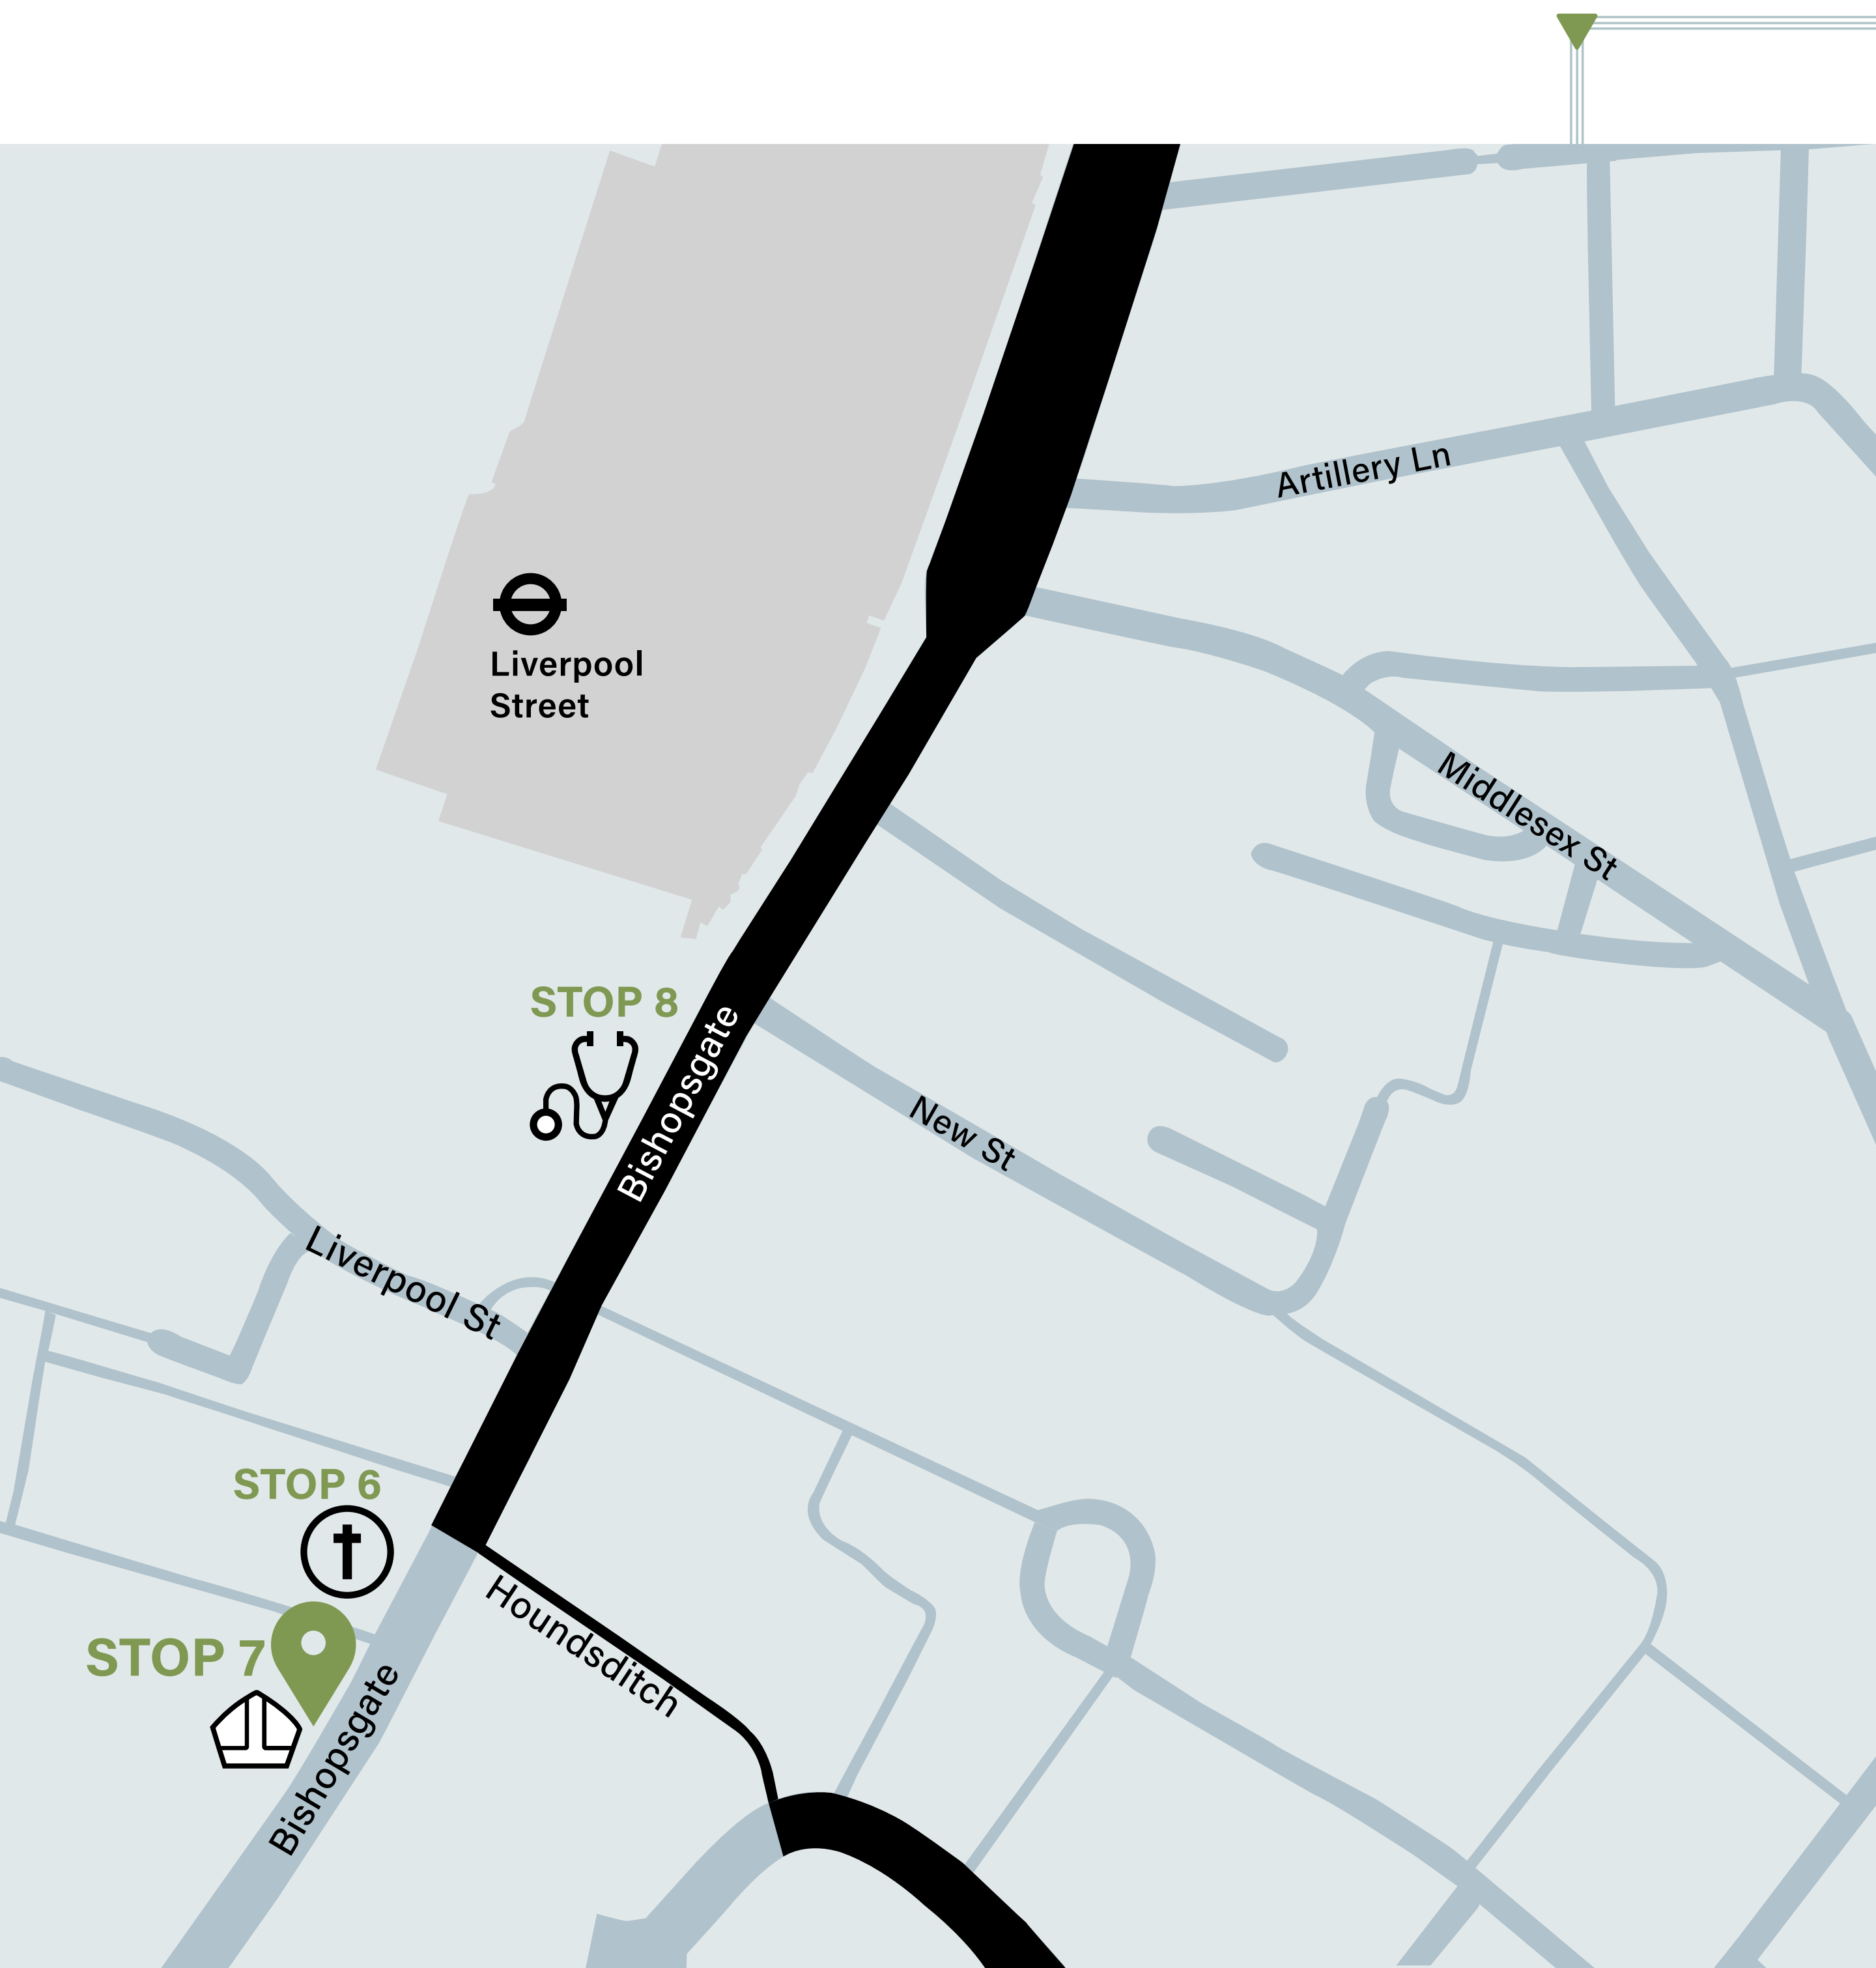 Artillery Ln
Liverpool
Street
Middlesex St
STOP 8
Bishopsgate
New St
Liverpool St
STOP 6
Houndsditch
STOP 7
Bishopsgate